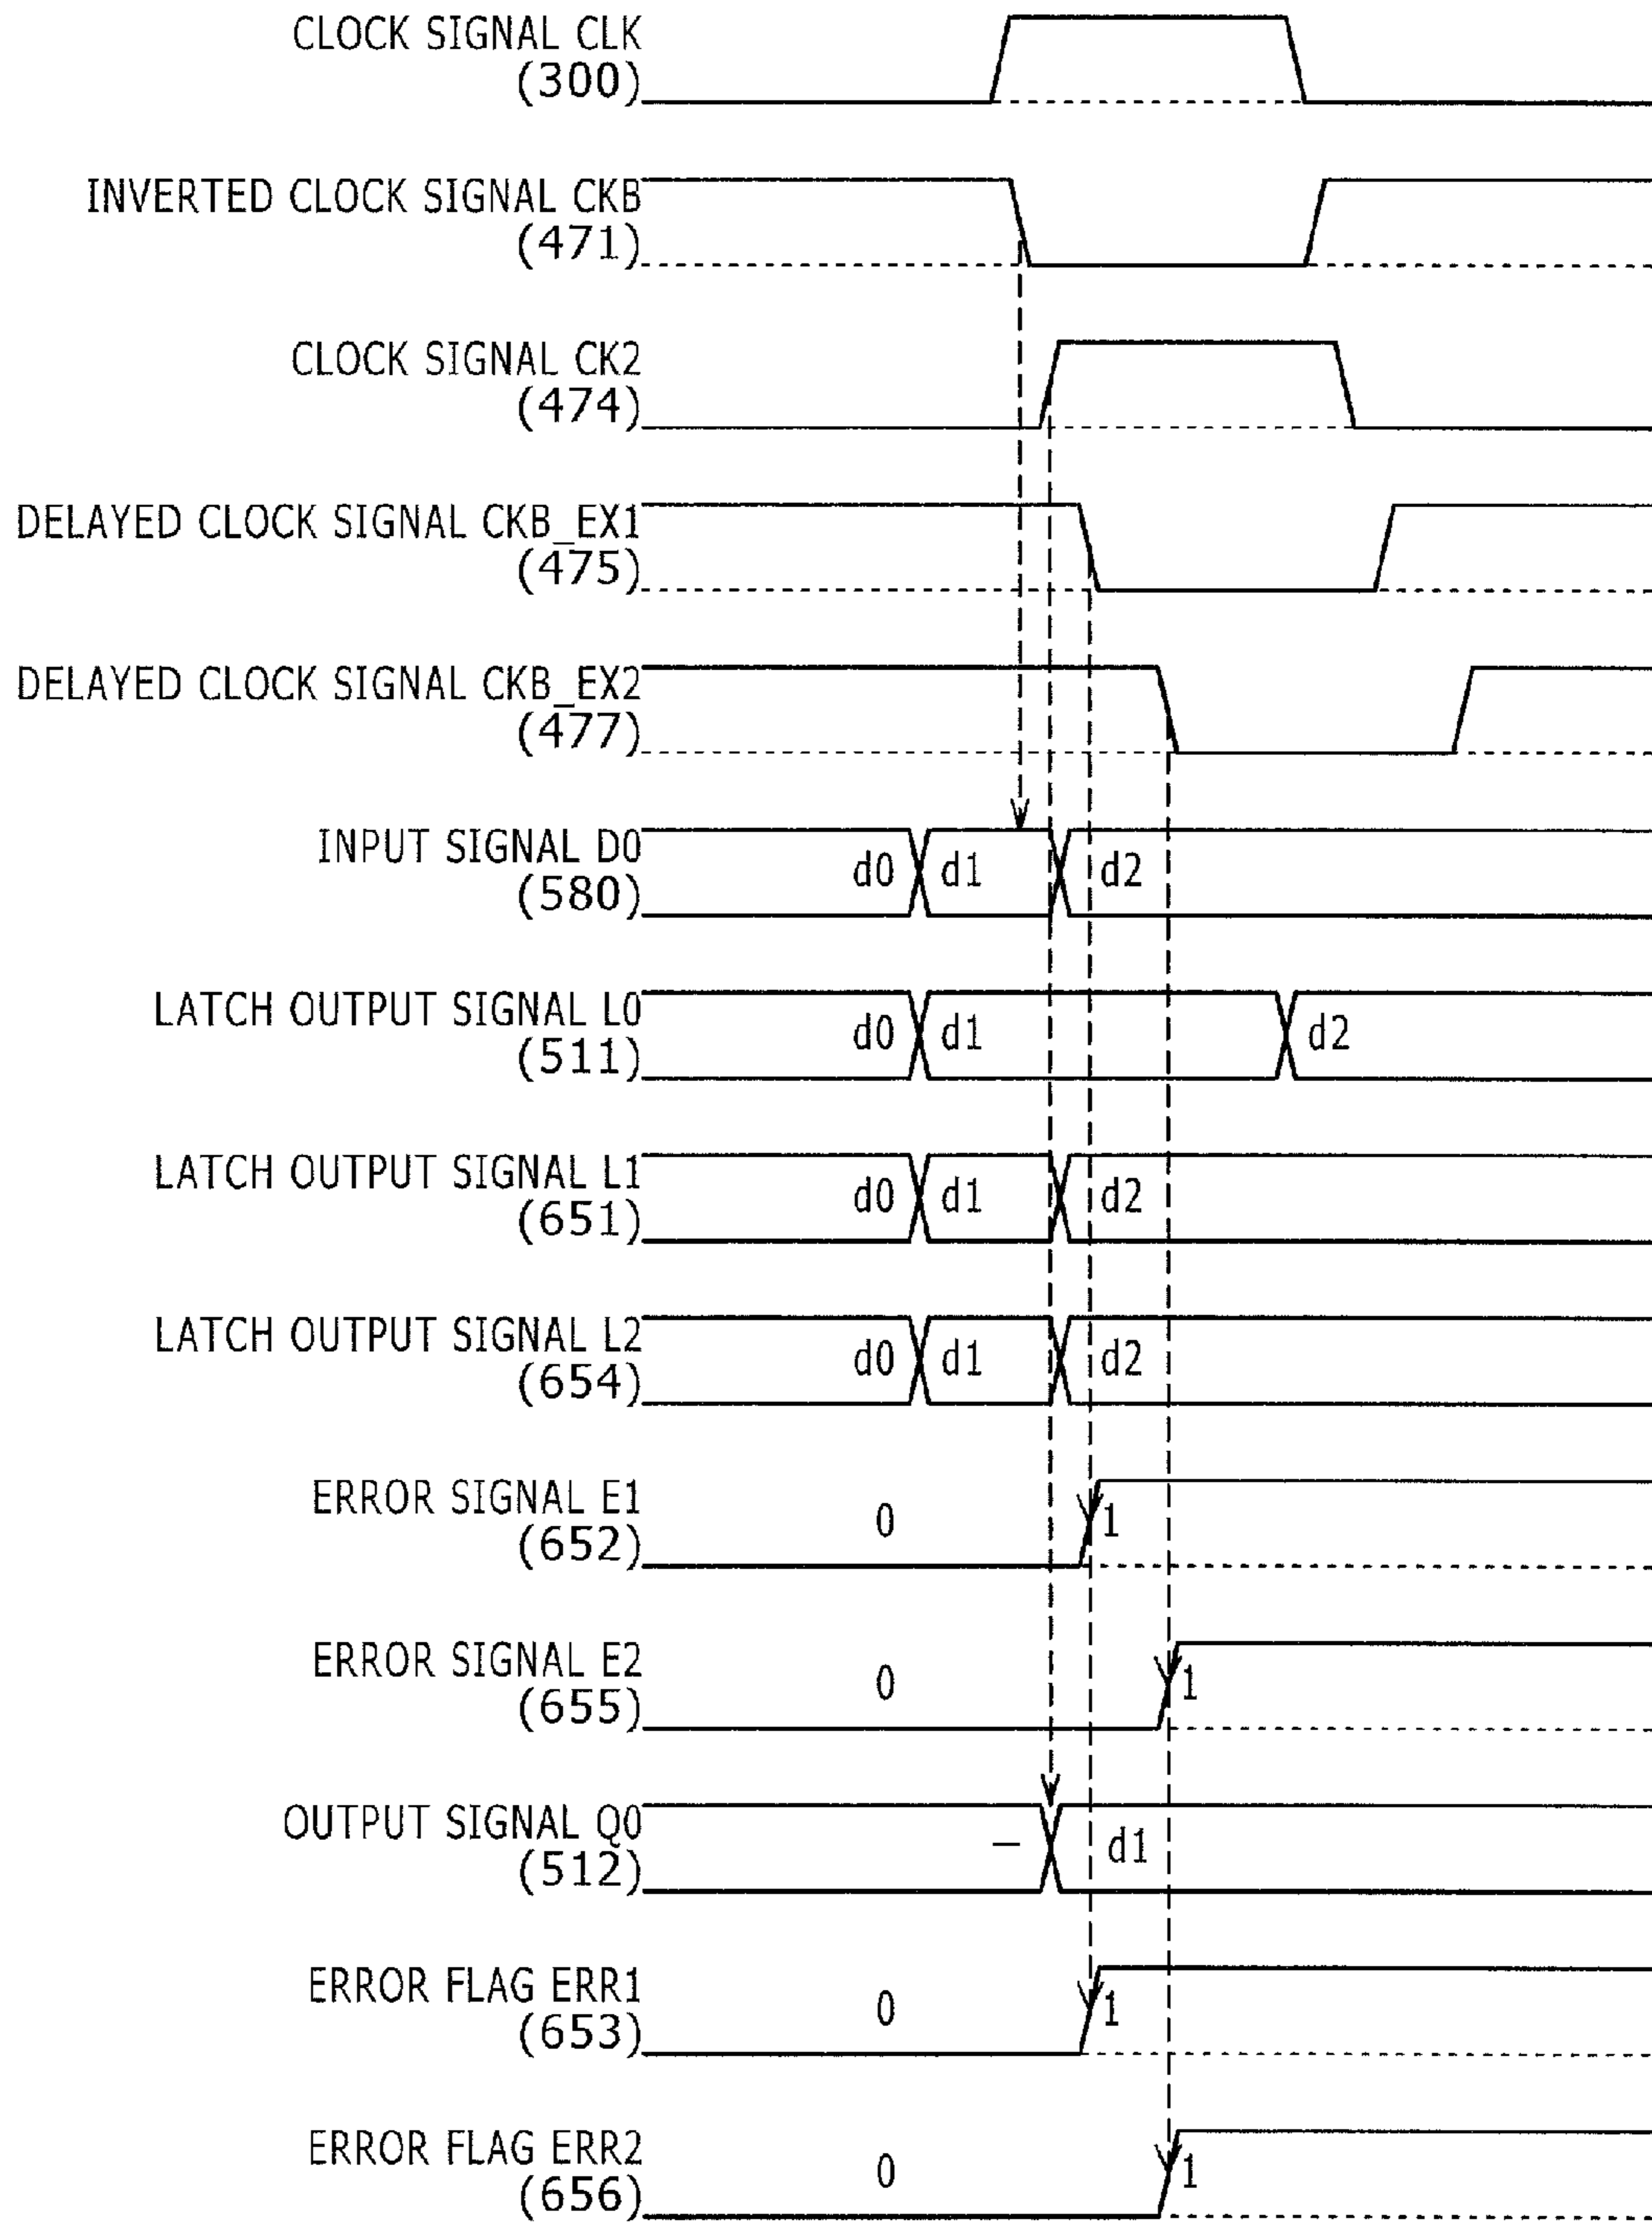 CLOCK SIGNAL CLK
(300)
INVERTED CLOCK SIGNAL CKB
(471)
CLOCK SIGNAL CK2
(474)
DELAYED CLOCK SIGNAL CKB_EX1
(475)
DELAYED CLOCK SIGNAL CKB_EX2
(477)
INPUT SIGNAL D0
(580)
d0 d1 d2
LATCH OUTPUT SIGNAL L0
(511)
d0 d1 d2
LATCH OUTPUT SIGNAL L1
(651)
d0 d1 d2
LATCH OUTPUT SIGNAL L2
(654)
d0 d1 d2
ERROR SIGNAL E1
(652)
0 1
ERROR SIGNAL E2
(655)
0 1
OUTPUT SIGNAL Q0
(512)
– d1
ERROR FLAG ERR1
(653)
0 1
ERROR FLAG ERR2
(656)
0 1